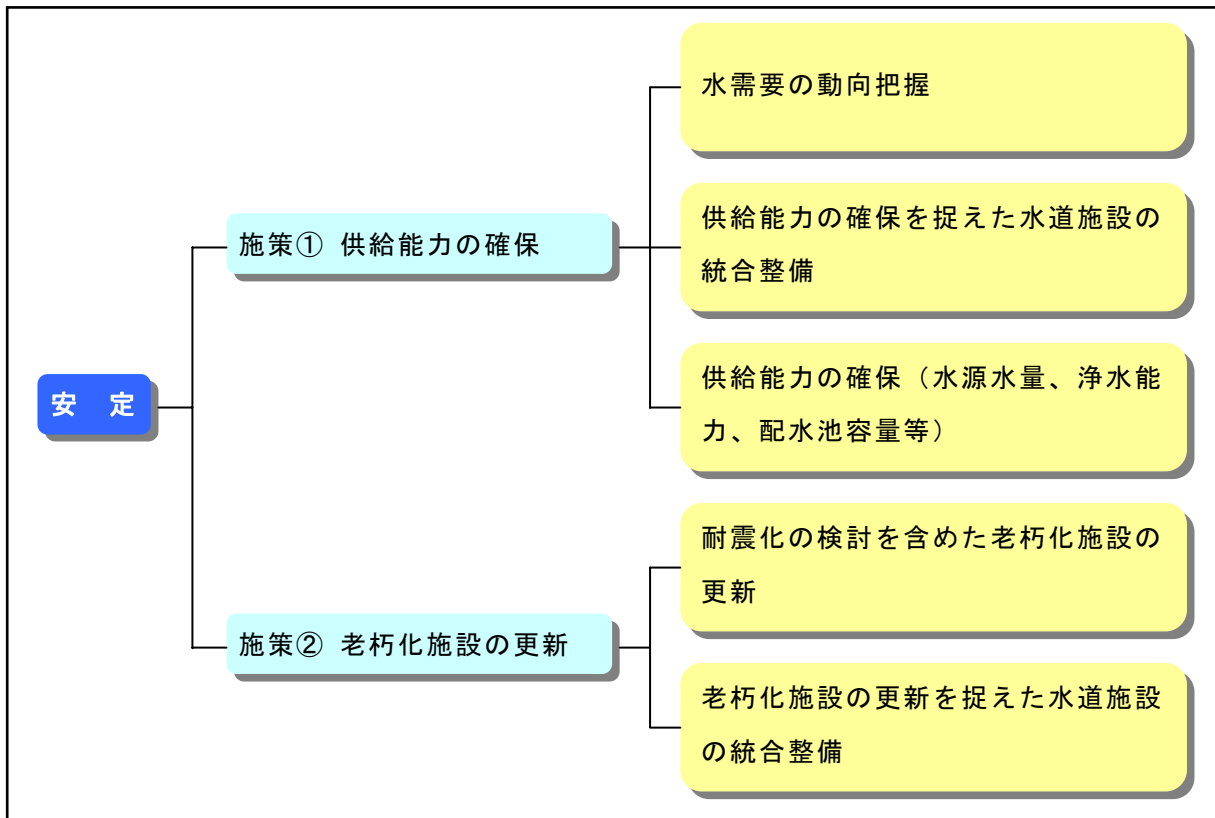 安　定
施策① 供給能力の確保
水需要の動向把握
供給能力の確保を捉えた水道施設の
統合整備
供給能力の確保（水源水量、浄水能
力、配水池容量等）
施策② 老朽化施設の更新
耐震化の検討を含めた老朽化施設の
更新
老朽化施設の更新を捉えた水道施設
の統合整備